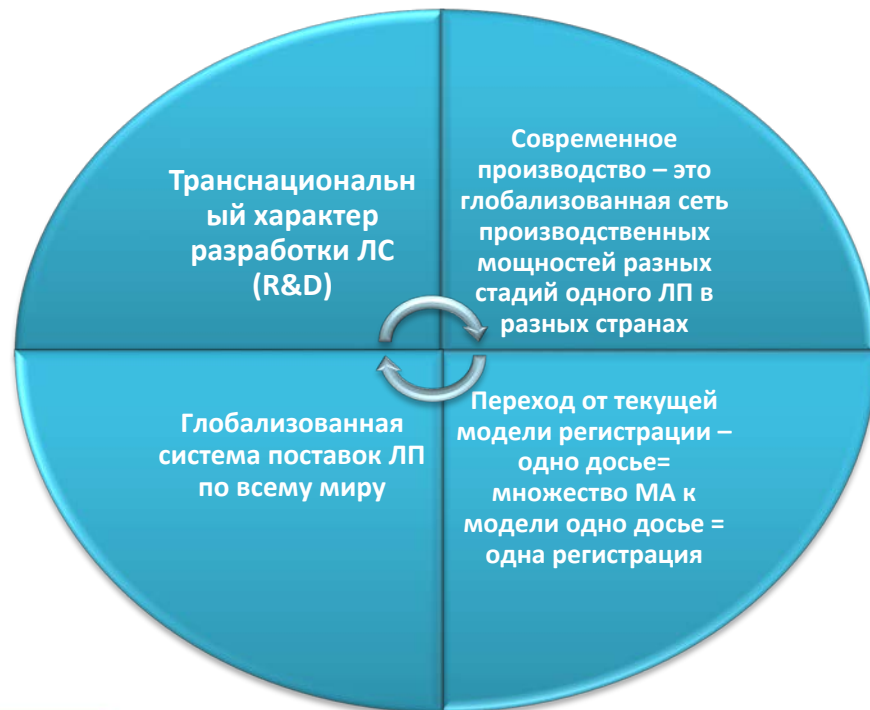 Транснациональн
ый характер
разработки ЛС
(R&D)
Современное
производство – это
глобализованная сеть
производственных
мощностей разных
стадий одного ЛП в
разных странах
Глобализованная
система поставок ЛП
по всему миру
Переход от текущей
модели регистрации –
одно досье=
множество МА к
модели одно досье =
одна регистрация